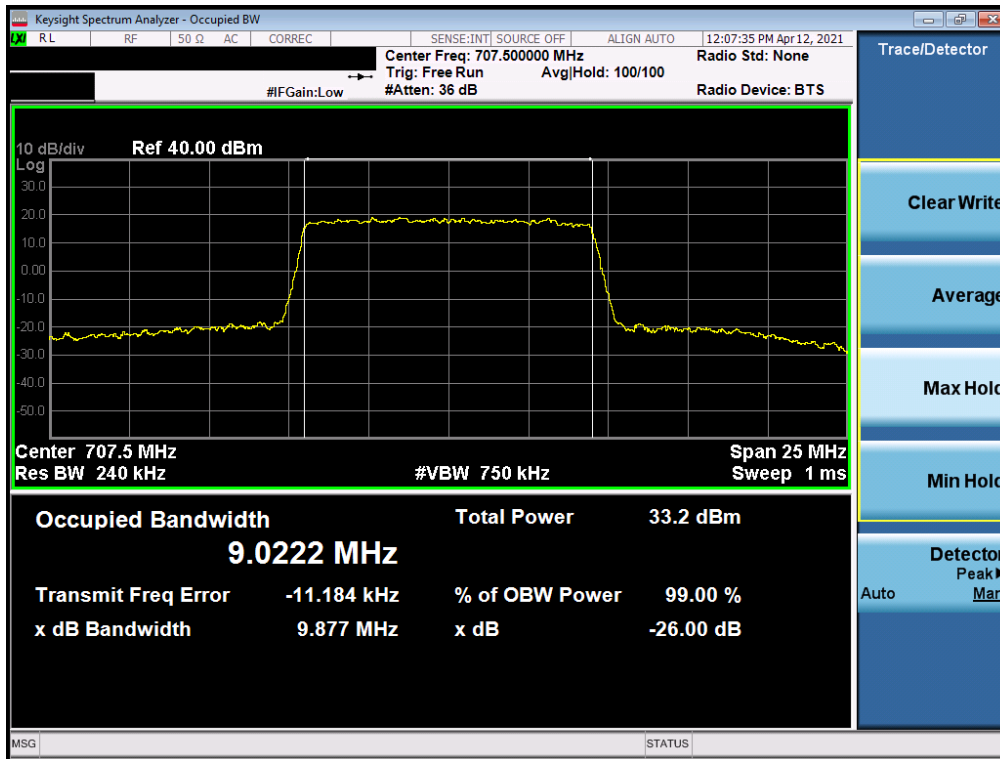 Keysight Spectrum Analyzer - Occupied BW
LXI RL RF 50 Ω AC CORREC SENSE:INT SOURCE OFF ALIGN AUTO 12:07:35 PM Apr 12, 2021
Center Freq: 707.500000 MHz Radio Std: None
Trig: Free Run Avg|Hold: 100/100
#IFGain:Low #Atten: 36 dB Radio Device: BTS
Trace/Detector
10 dB/div Ref 40.00 dBm
Log
30.0
20.0
10.0
0.00
-10.0
-20.0
-30.0
-40.0
-50.0
Center 707.5 MHz Span 25 MHz
Res BW 240 kHz #VBW 750 kHz Sweep 1 ms
Occupied Bandwidth Total Power 33.2 dBm
9.0222 MHz
Transmit Freq Error -11.184 kHz % of OBW Power 99.00 %
x dB Bandwidth 9.877 MHz x dB -26.00 dB
Clear Write
Average
Max Hold
Min Hold
Detector
Peak
Auto Man
MSG STATUS